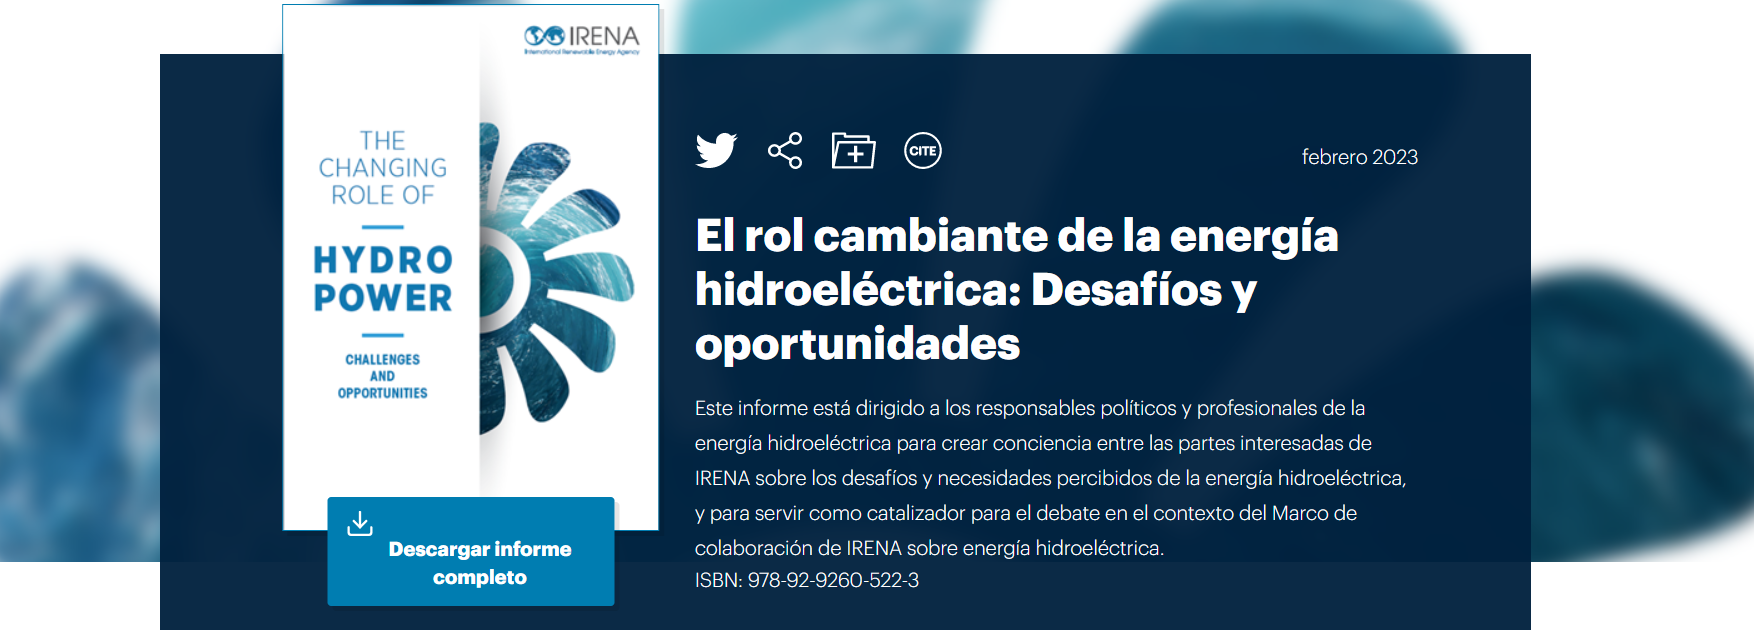 IRENA
International Renewable Energy Agency
THE
CHANGING
ROLE OF
HYDRO
POWER
CHALLENGES
AND
OPPORTUNITIES
Descargar informe
completo
CITE
febrero 2023
El rol cambiante de la energía
hidroeléctrica: Desafíos y
oportunidades
Este informe está dirigido a los responsables políticos y profesionales de la
energía hidroeléctrica para crear conciencia entre las partes interesadas de
IRENA sobre los desafíos y necesidades percibidos de la energía hidroeléctrica,
y para servir como catalizador para el debate en el contexto del Marco de
colaboración de IRENA sobre energía hidroeléctrica.
ISBN: 978-92-9260-522-3